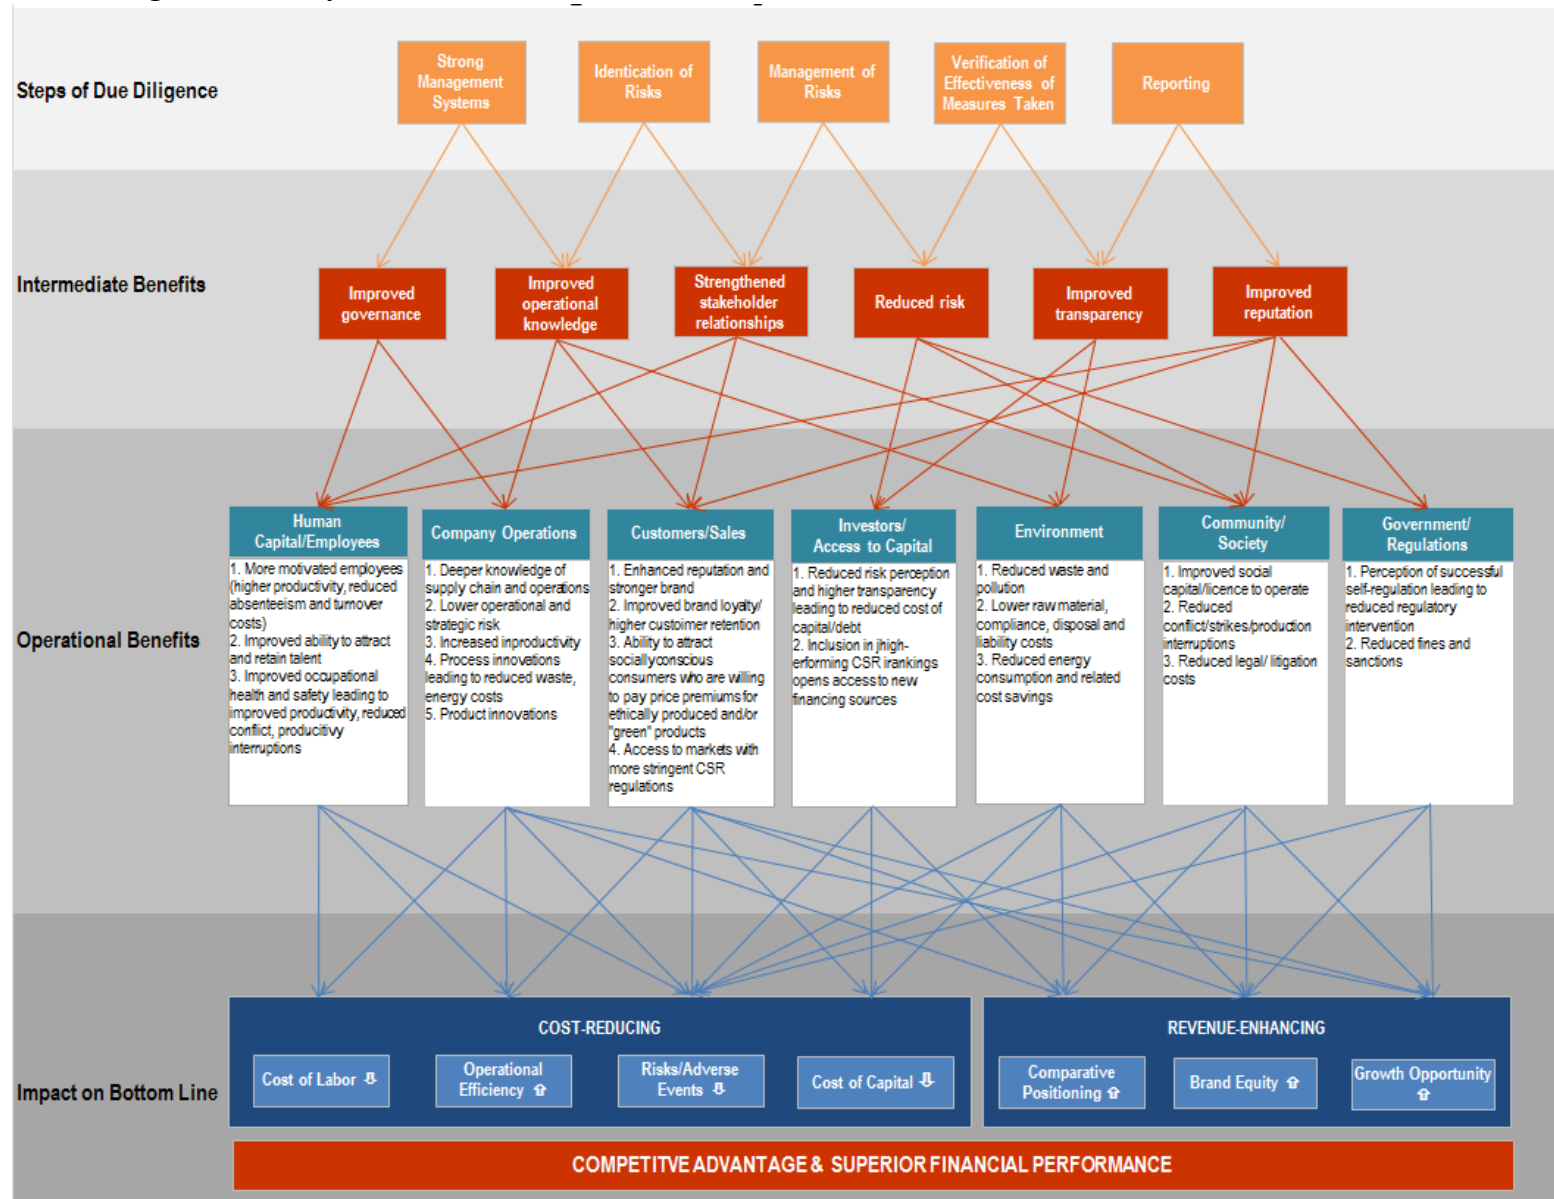 Steps of Due Diligence
Strong
Management
Systems
Identication of
Risks
Management of
Risks
Verification of
Effectiveness of
Measures Taken
Reporting
Intermediate Benefits
Improved
governance
Improved
operational
knowledge
Strengthened
stakeholder
relationships
Reduced risk
Improved
transparency
Improved
reputation
Operational Benefits
Human
Capital/Employees
1. More motivated employees
(higher productivity, reduced
absenteeism and turnover
costs)
2. Improved ability to attract
and retain talent
3. Improved occupational
health and safety leading to
improved productivity, reduced
conflict, producitivy
interruptions
Company Operations
1. Deeper knowledge of
supply chain and operations
2. Lower operational and
strategic risk
3. Increased inproductivity
4. Process innovations
leading to reduced waste,
energy costs
5. Product innovations
Customers/Sales
1. Enhanced reputation and
stronger brand
2. Improved brand loyalty/
higher custoimer retention
3. Ability to attract
socially conscious
consumers who are willing
to pay price premiums for
ethically produced and/or
"green" products
4. Access to markets with
more stringent CSR
regulations
Investors/
Access to Capital
1. Reduced risk perception
and higher transparency
leading to reduced cost of
capital/debt
2. Inclusion in jhigh-
erforming CSR irankings
opens access to new
financing sources
Environment
1. Reduced waste and
pollution
2. Lower raw material,
compliance, disposal and
liability costs
3. Reduced energy
consumption and related
cost savings
Community/
Society
1. Improved social
capital/licence to operate
2. Reduced
conflict/strikes/production
interruptions
3. Reduced legal/ litigation
costs
Government/
Regulations
1. Perception of successful
self-regulation leading to
reduced regulatory
intervention
2. Reduced fines and
sanctions
Impact on Bottom Line
COST-REDUCING
Cost of Labor ⇩
Operational
Efficiency ⇧
Risks/Adverse
Events ⇩
Cost of Capital ⇩
REVENUE-ENHANCING
Comparative
Positioning ⇧
Brand Equity ⇧
Growth Opportunity
⇧
COMPETITVE ADVANTAGE & SUPERIOR FINANCIAL PERFORMANCE